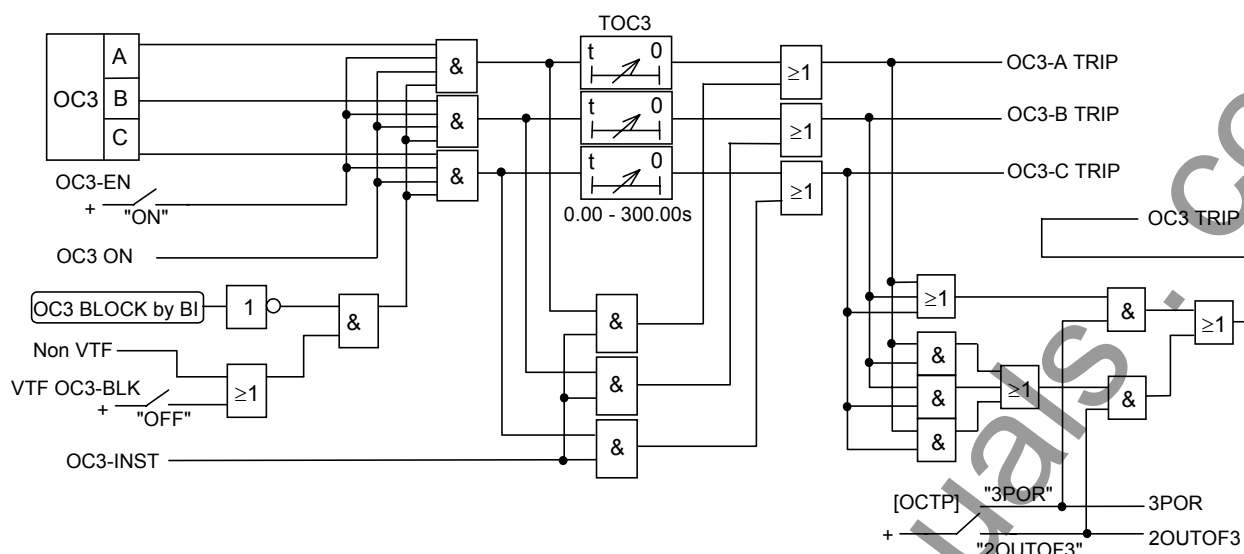 TOC3
OC3
A
B
C
&
&
&
t 0
t 0
t 0
0.00 - 300.00s
≥1
≥1
≥1
OC3-A TRIP
OC3-B TRIP
OC3-C TRIP
OC3 TRIP
OC3-EN
+ "ON"
OC3 ON
OC3 BLOCK by BI
1
&
Non VTF
VTF OC3-BLK
+ "OFF"
≥1
OC3-INST
&
&
&
≥1
&
&
&
≥1
&
&
≥1
[OCTP]
+
"3POR"
"2OUTOF3"
3POR
2OUTOF3